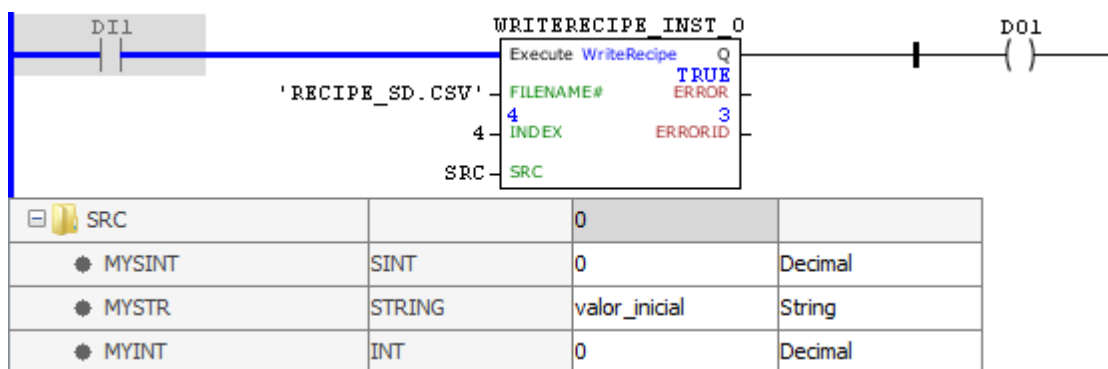 DI1 WRITERECIPE_INST_0 DO1
Execute WriteRecipe Q
TRUE
'RECIPE_SD.CSV' FILENAME# ERROR
4 3
4 INDEX ERRORID
SRC SRC
SRC 0
MYSINT SINT 0 Decimal
MYSTR STRING valor_inicial String
MYINT INT 0 Decimal